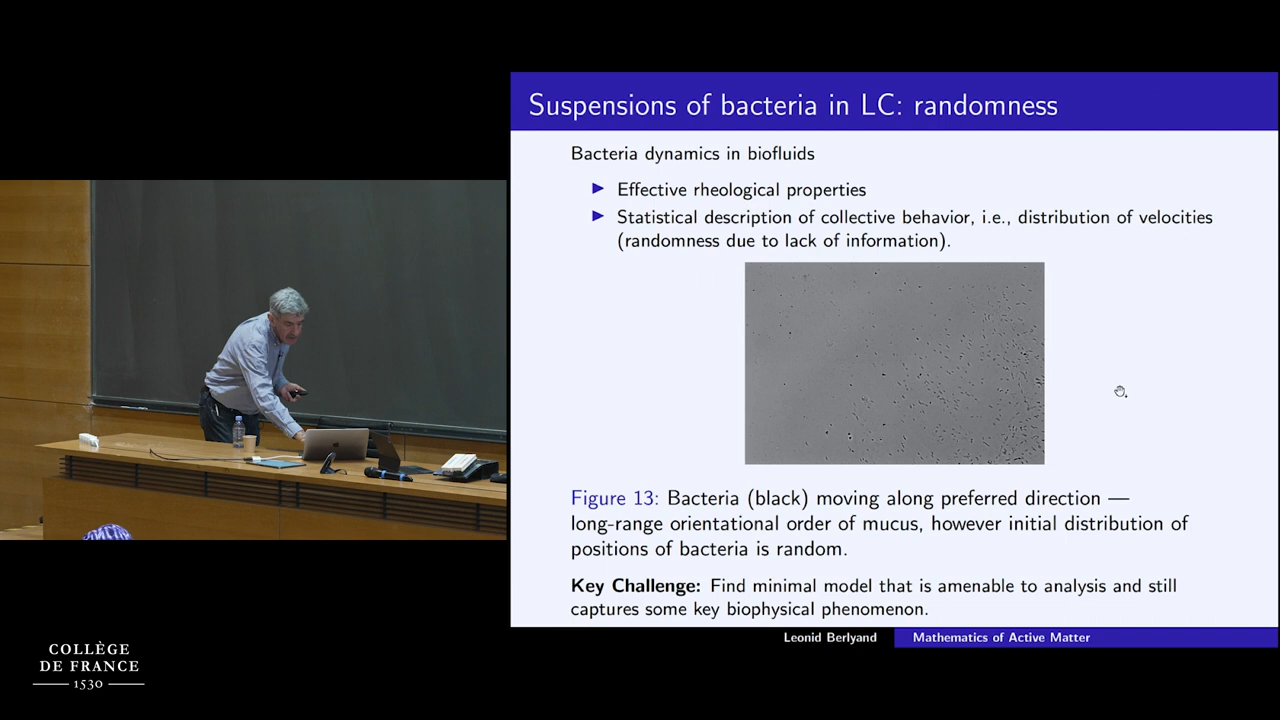 Suspensions of bacteria in LC: randomness
Bacteria dynamics in biofluids
Effective rheological properties
Statistical description of collective behavior, i.e., distribution of velocities
(randomness due to lack of information).
Figure 13: Bacteria (black) moving along preferred direction —
long-range orientational order of mucus, however initial distribution of
positions of bacteria is random.
Key Challenge: Find minimal model that is amenable to analysis and still
captures some key biophysical phenomenon.
Leonid Berlyand Mathematics of Active Matter
COLLÈGE
DE FRANCE
1530